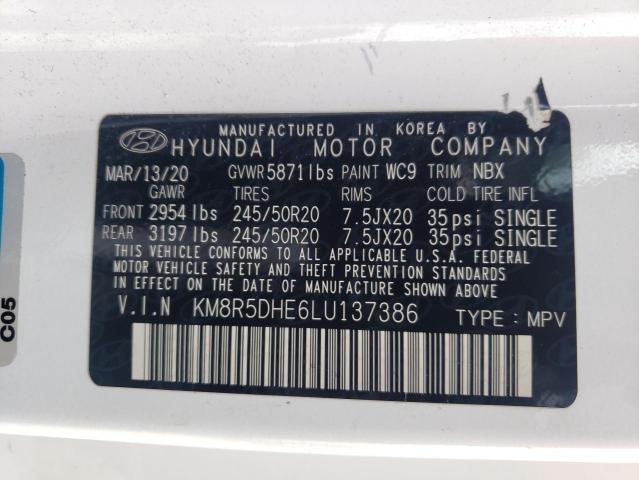 MANUFACTURED IN KOREA BY
HYUNDAI MOTOR COMPANY
MAR/13/20 GVWR 5871lbs PAINT WC9 TRIM NBX
GAWR TIRES RIMS COLD TIRE INFL
FRONT 2954 lbs 245/50R20 7.5JX20 35psi SINGLE
REAR 3197 lbs 245/50R20 7.5JX20 35psi SINGLE
THIS VEHICLE CONFORMS TO ALL APPLICABLE U.S.A. FEDERAL
MOTOR VEHICLE SAFETY AND THEFT PREVENTION STANDARDS
IN EFFECT ON THE DATE OF MANUFACTURE SHOWN ABOVE.
V.I.N KM8R5DHE6LU137386 TYPE : MPV
C05